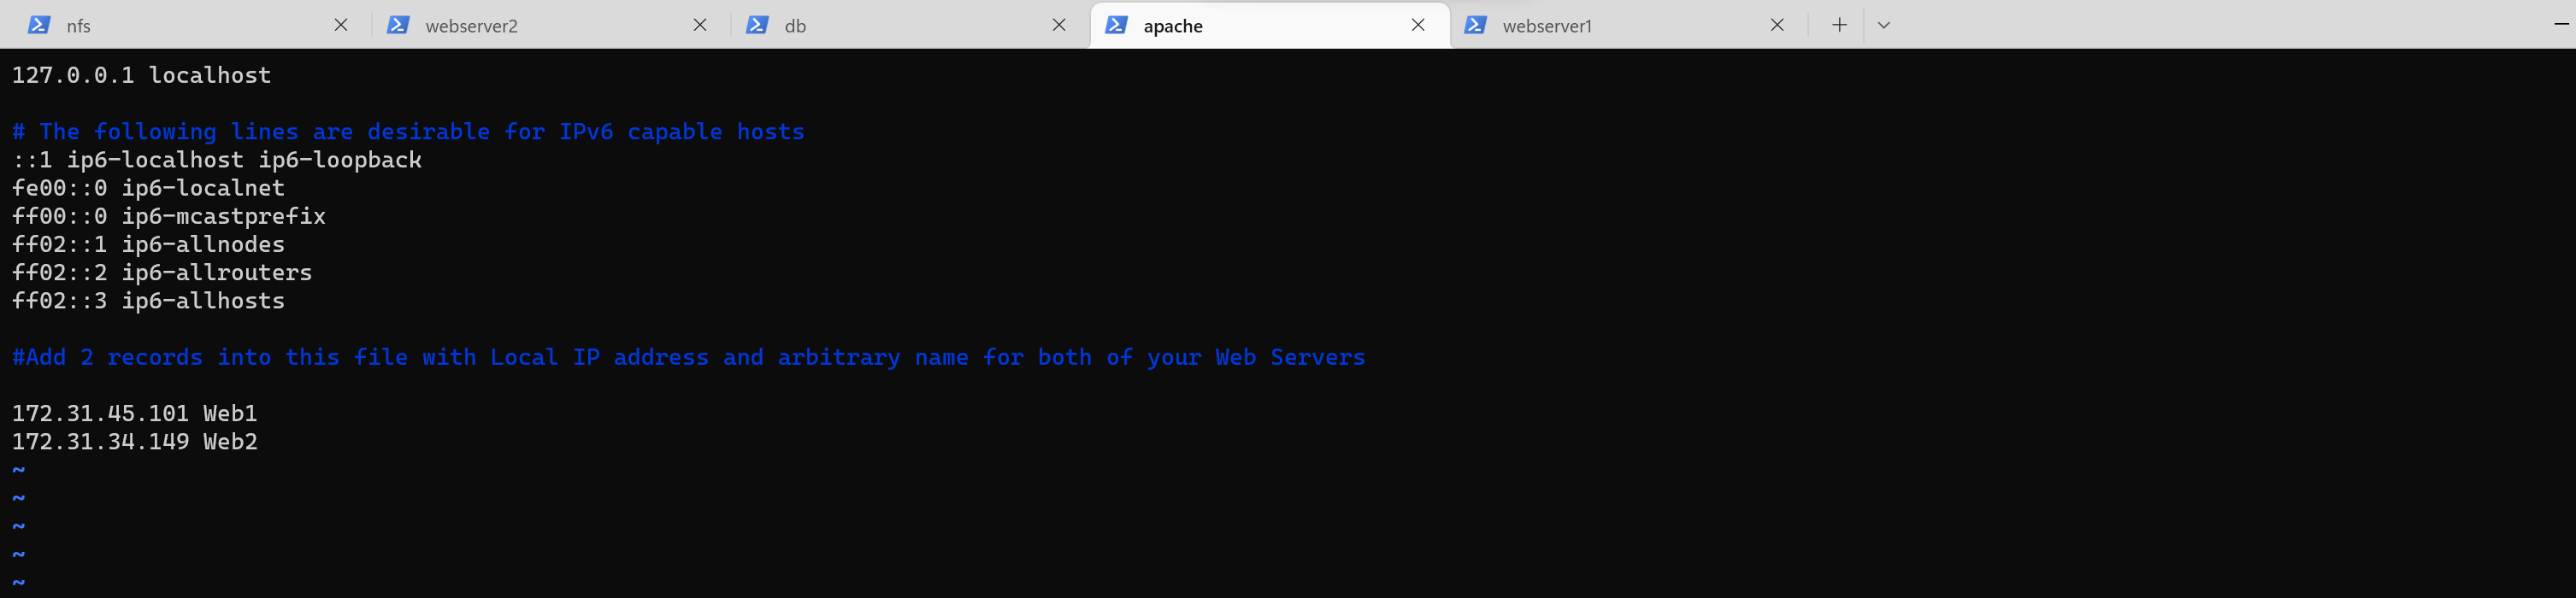 nfs webserver2 db apache webserver1
127.0.0.1 localhost
# The following lines are desirable for IPv6 capable hosts
::1 ip6-localhost ip6-loopback
fe00::0 ip6-localnet
ff00::0 ip6-mcastprefix
ff02::1 ip6-allnodes
ff02::2 ip6-allrouters
ff02::3 ip6-allhosts
#Add 2 records into this file with Local IP address and arbitrary name for both of your Web Servers
172.31.45.101 Web1
172.31.34.149 Web2
~
~
~
~
~